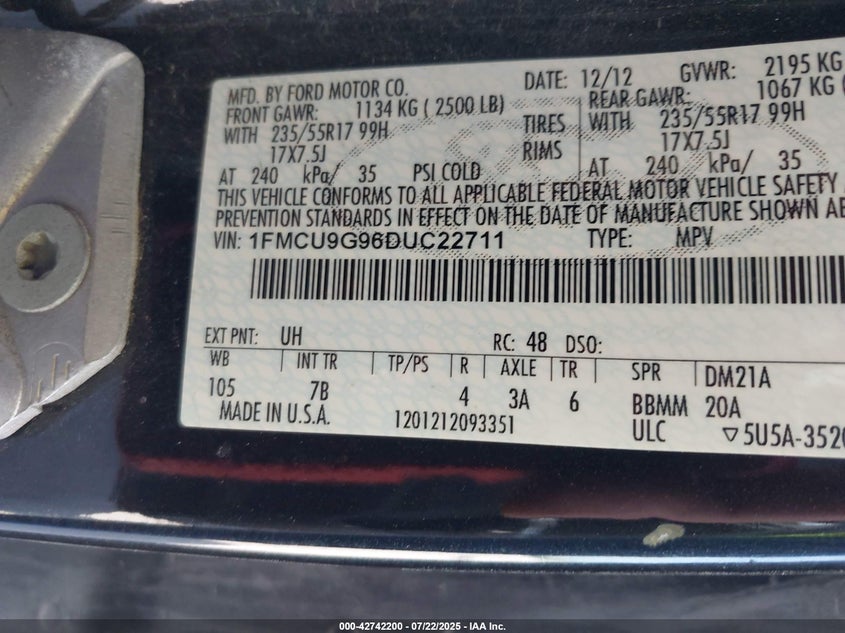 MFD. BY FORD MOTOR CO. DATE: 12/12 GVWR: 2195 KG
FRONT GAWR: 1134 KG ( 2500 LB) REAR GAWR: 1067 KG (
WITH 235/55R17 99H TIRES WITH 235/55R17 99H
17X7.5J RIMS 17X7.5J
AT 240 kPa/ 35 PSI COLD AT 240 kPa/ 35
THIS VEHICLE CONFORMS TO ALL APPLICABLE FEDERAL MOTOR VEHICLE SAFETY
PREVENTION STANDARDS IN EFFECT ON THE DATE OF MANUFACTURE SHOWN AB
VIN: 1FMCU9G96DUC22711 TYPE: MPV
EXT PNT: UH RC: 48 DSO:
WB INT TR TP/PS R AXLE TR SPR DM21A
105 7B 4 3A 6 BBMM 20A
MADE IN U.S.A. 1201212093351 ULC ▽5U5A-3520
000-42742200 - 07/22/2025 - IAA Inc.